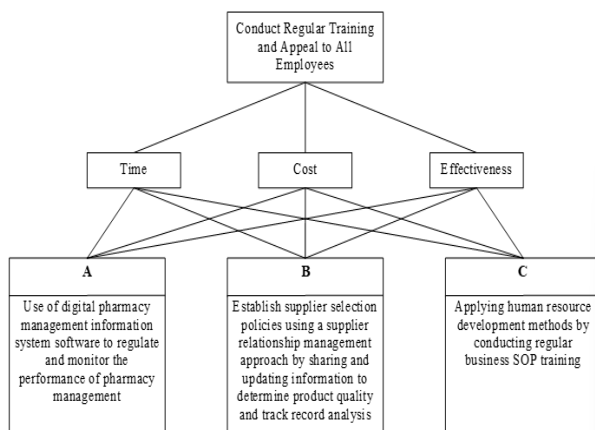 Conduct Regular Training
and Appeal to All
Employees
Time
Cost
Effectiveness
A
Use of digital pharmacy
management information
system software to regulate
and monitor the
performance of pharmacy
management
B
Establish supplier selection
policies using a supplier
relationship management
approach by sharing and
updating information to
determine product quality
and track record analysis
C
Applying human resource
development methods by
conducting regular
business SOP training